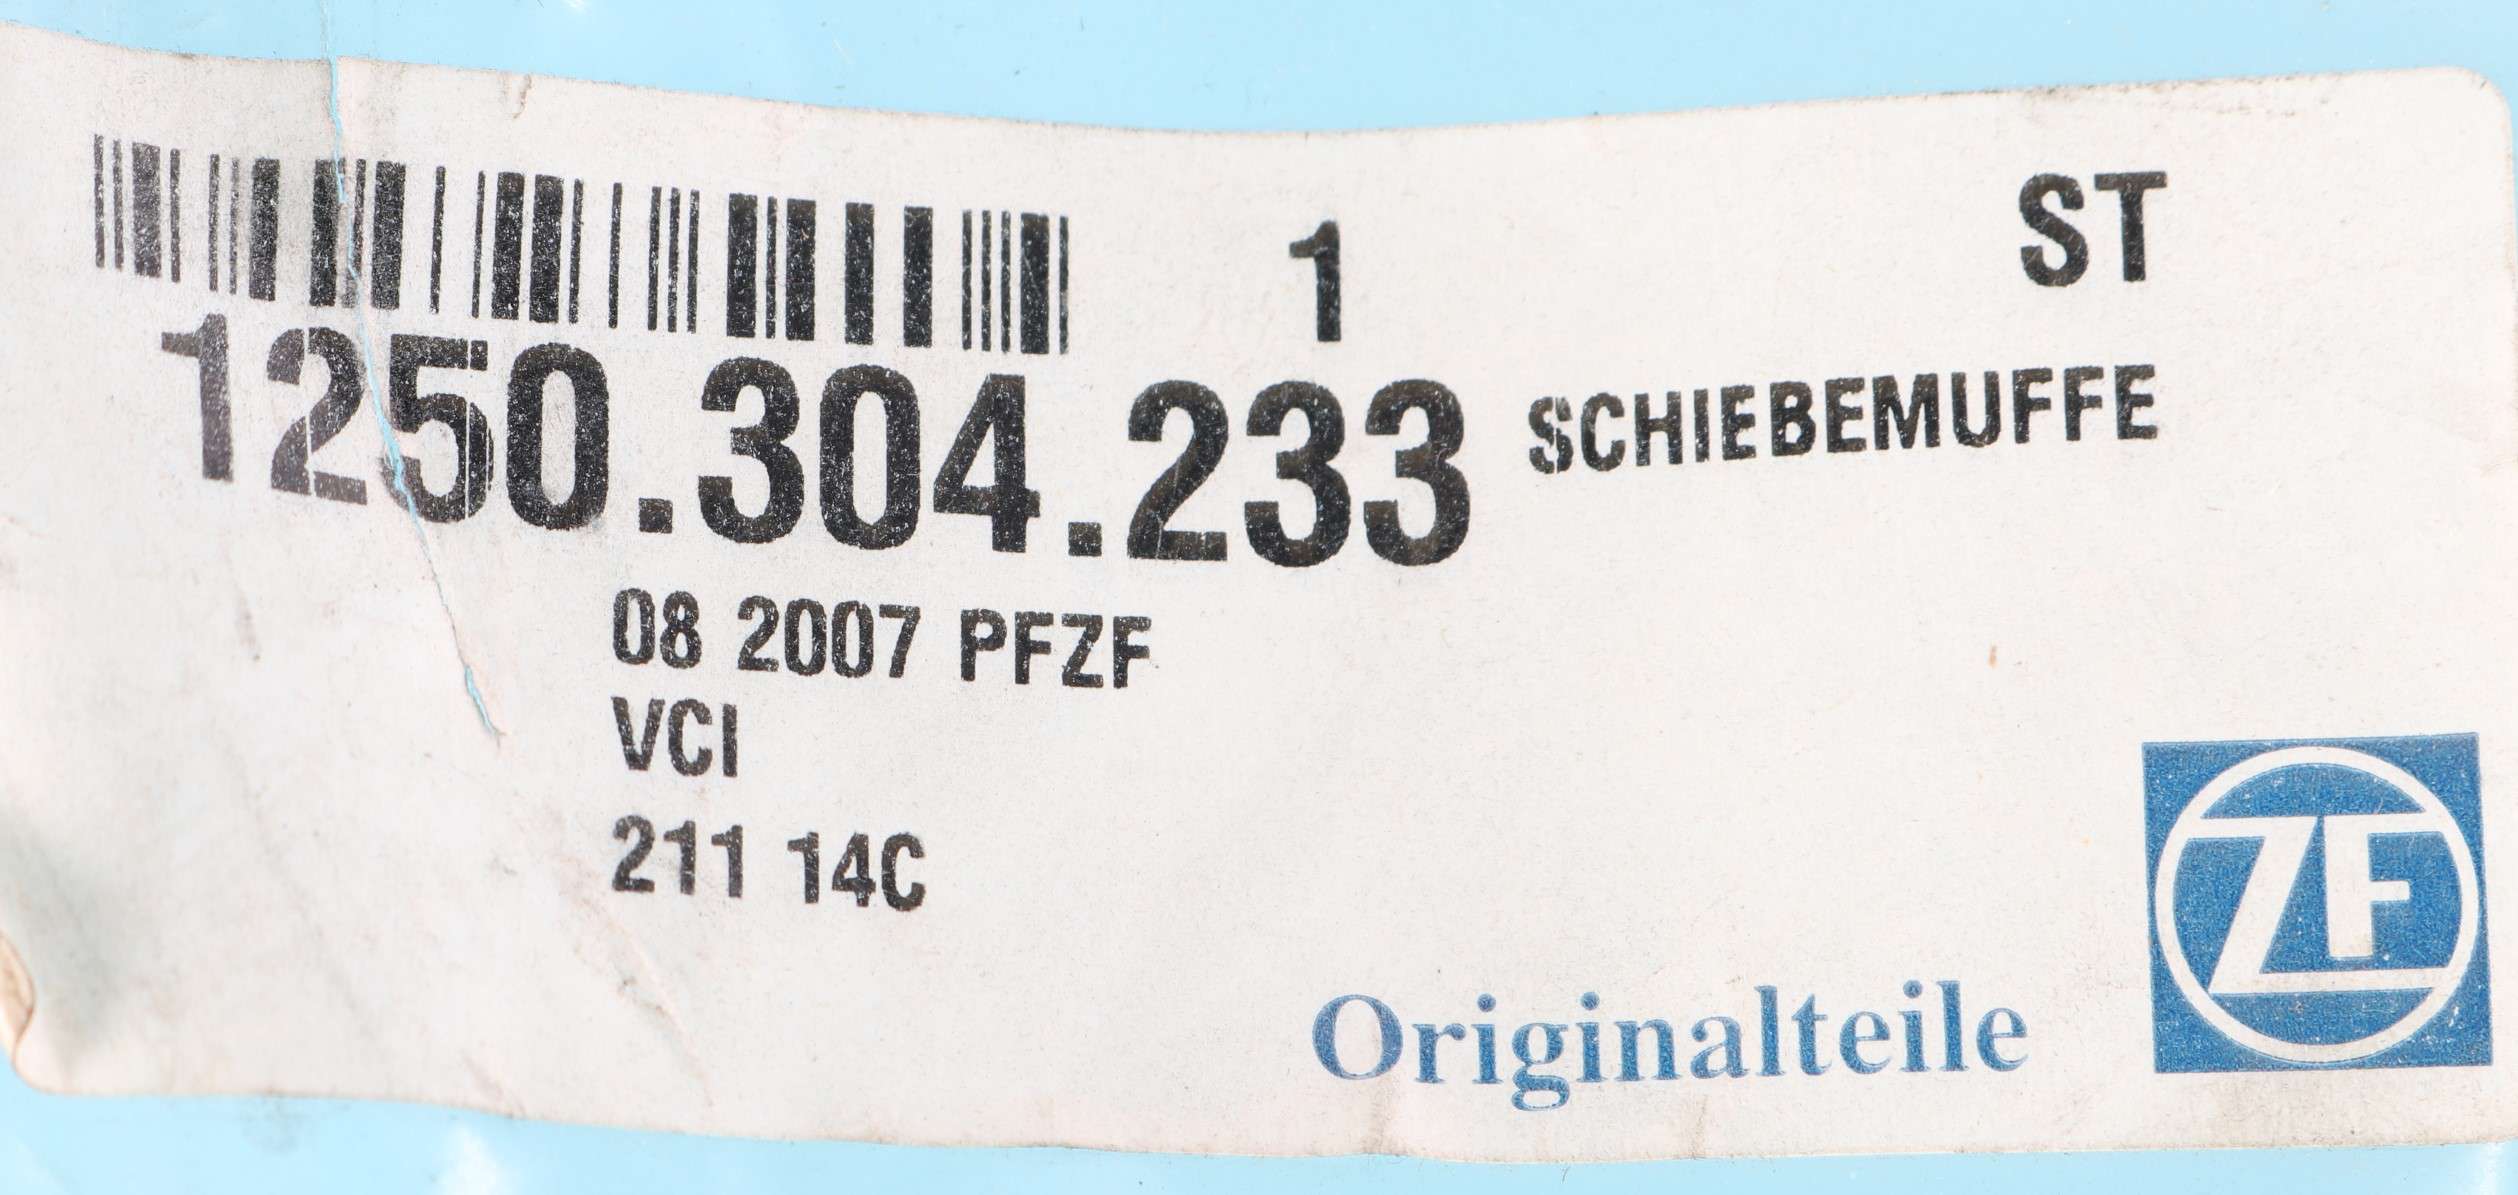 1 ST
1250.304.233 SCHIEBEMUFFE
08 2007 PFZF
VCI
211 14C
Originalteile ZF